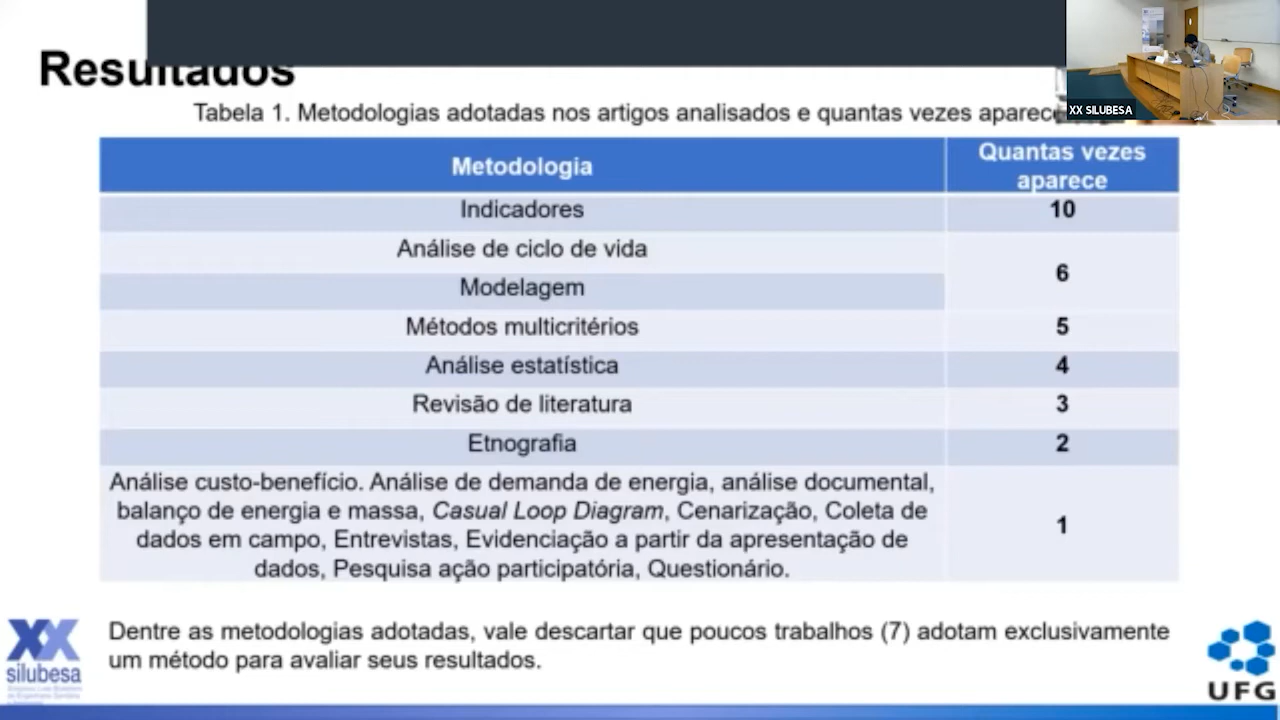 Resultados
Tabela 1. Metodologias adotadas nos artigos analisados e quantas vezes aparece
XX SILUBESA
Metodologia
Quantas vezes
aparece
Indicadores
10
Análise de ciclo de vida
6
Modelagem
Métodos multicritérios
5
Análise estatística
4
Revisão de literatura
3
Etnografia
2
Análise custo-benefício. Análise de demanda de energia, análise documental,
balanço de energia e massa, Casual Loop Diagram, Cenarização, Coleta de
dados em campo, Entrevistas, Evidenciação a partir da apresentação de
dados, Pesquisa ação participatória, Questionário.
1
Dentre as metodologias adotadas, vale descartar que poucos trabalhos (7) adotam exclusivamente
um método para avaliar seus resultados.
XX
silubesa
UFG